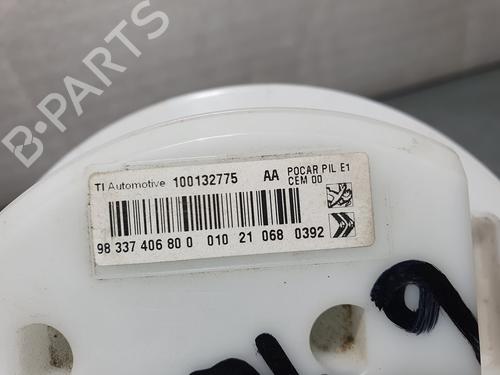 B-PARTS
TI Automotive 100132775 AA POCAR PIL E1
CEM 00
98 337 406 80 0 010 21 068 0392